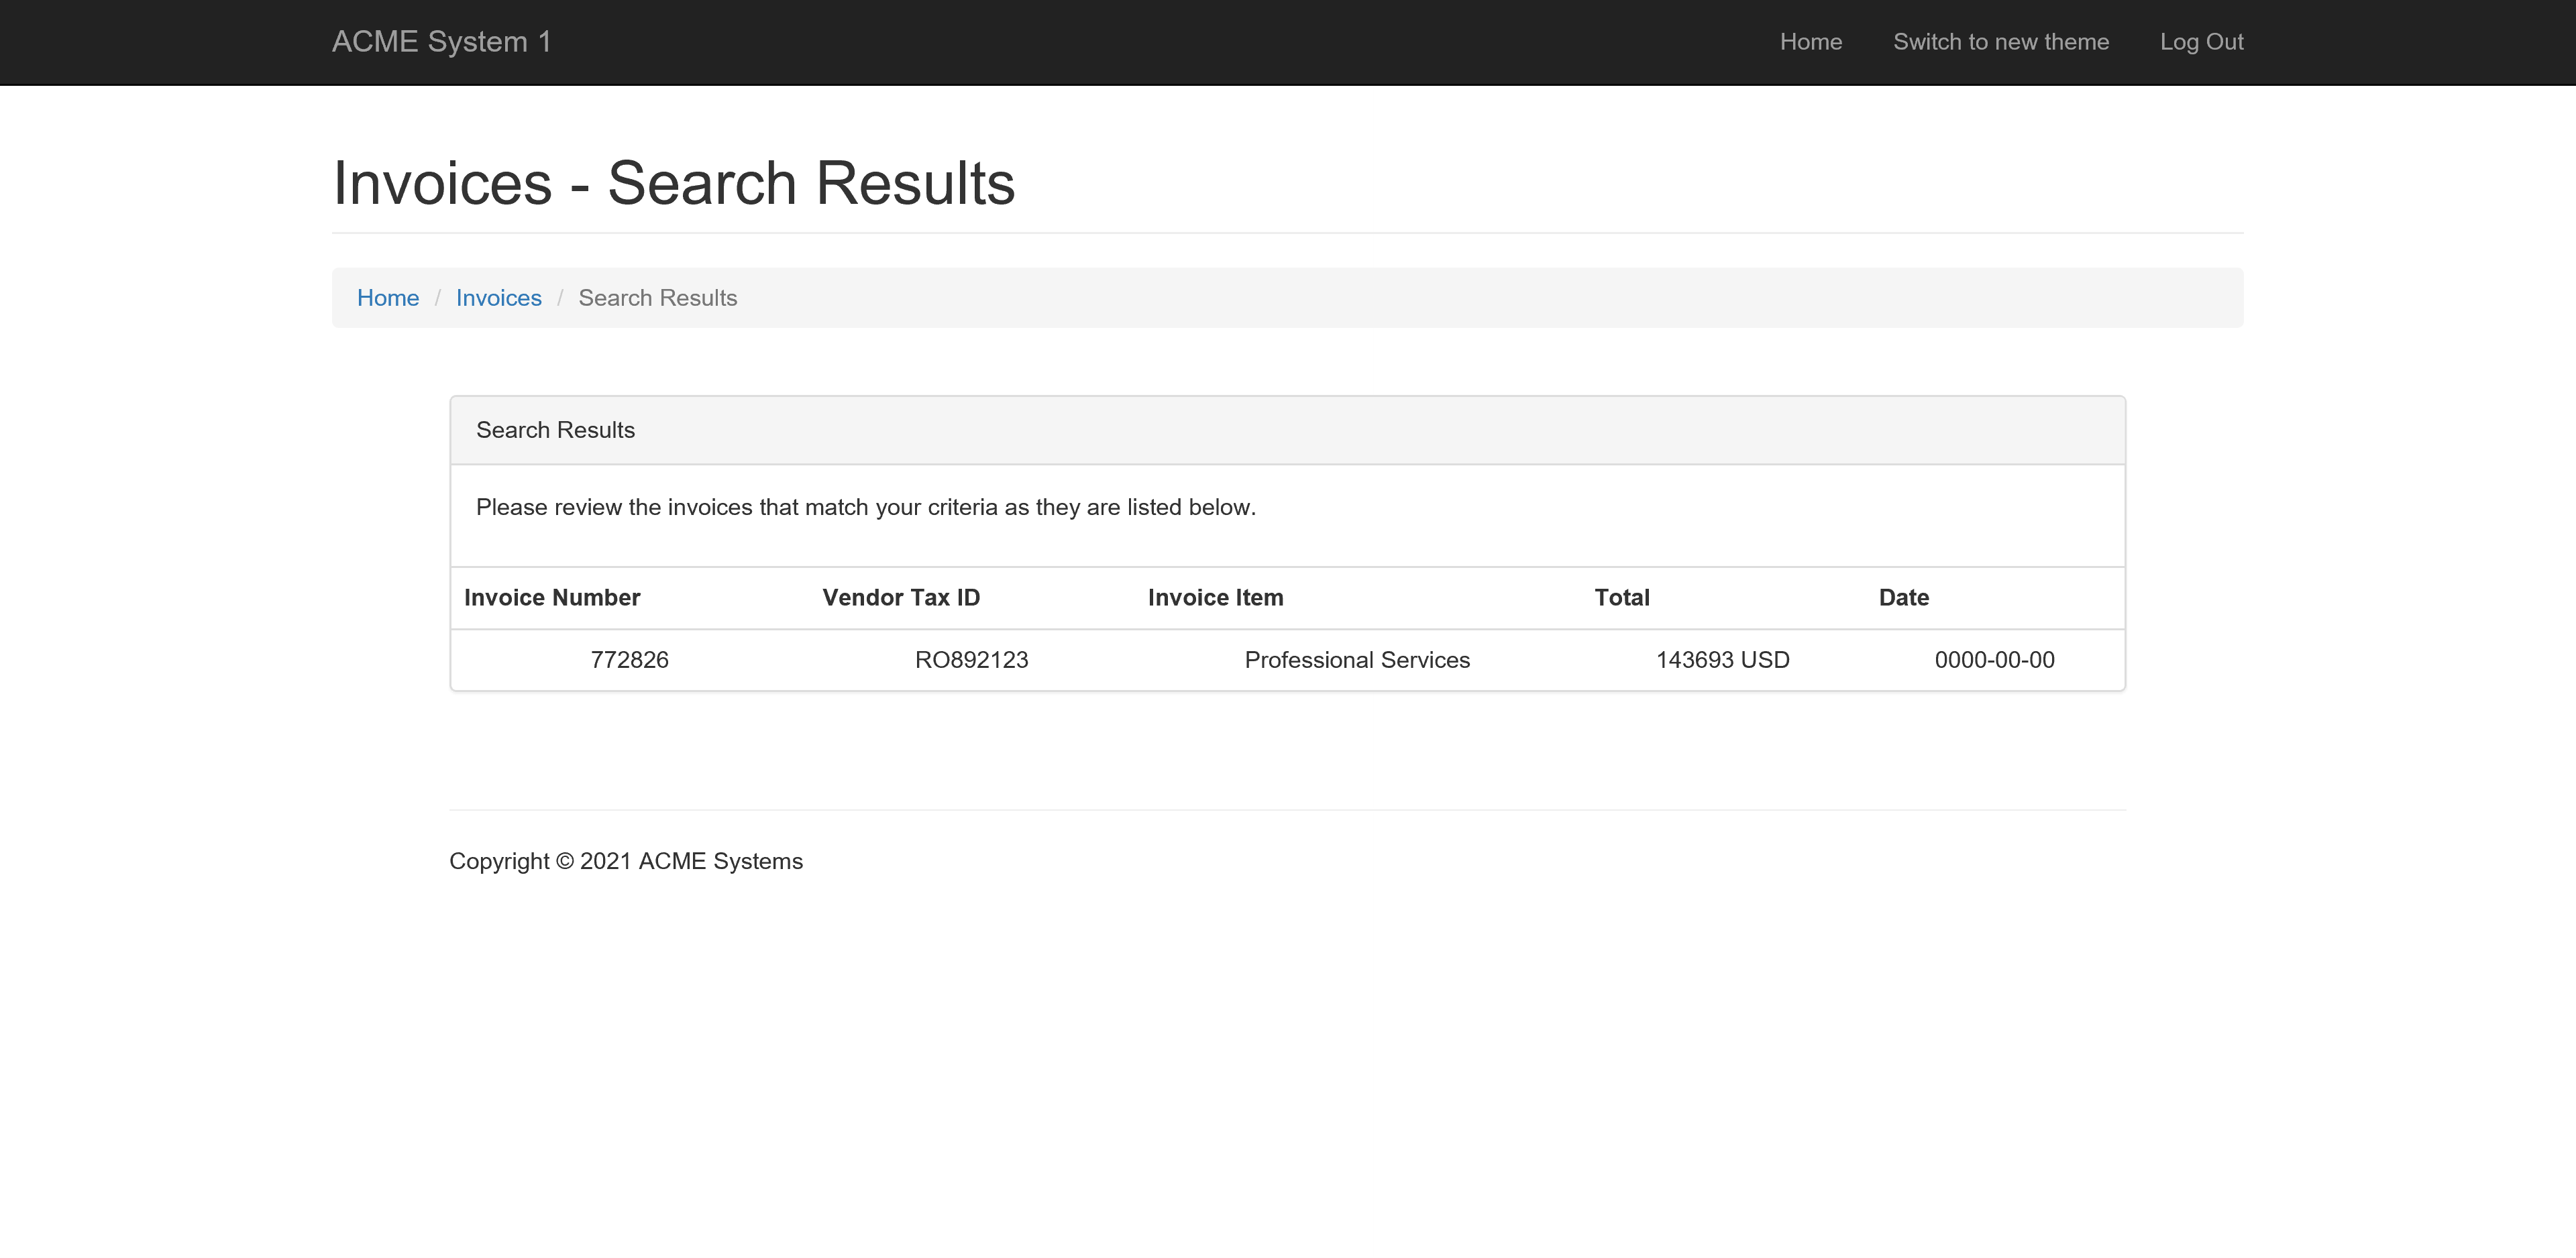 ACME System 1 Home Switch to new theme Log Out
Invoices - Search Results
Home / Invoices / Search Results
Search Results
Please review the invoices that match your criteria as they are listed below.
Invoice Number Vendor Tax ID Invoice Item Total Date
772826 RO892123 Professional Services 143693 USD 0000-00-00
Copyright © 2021 ACME Systems